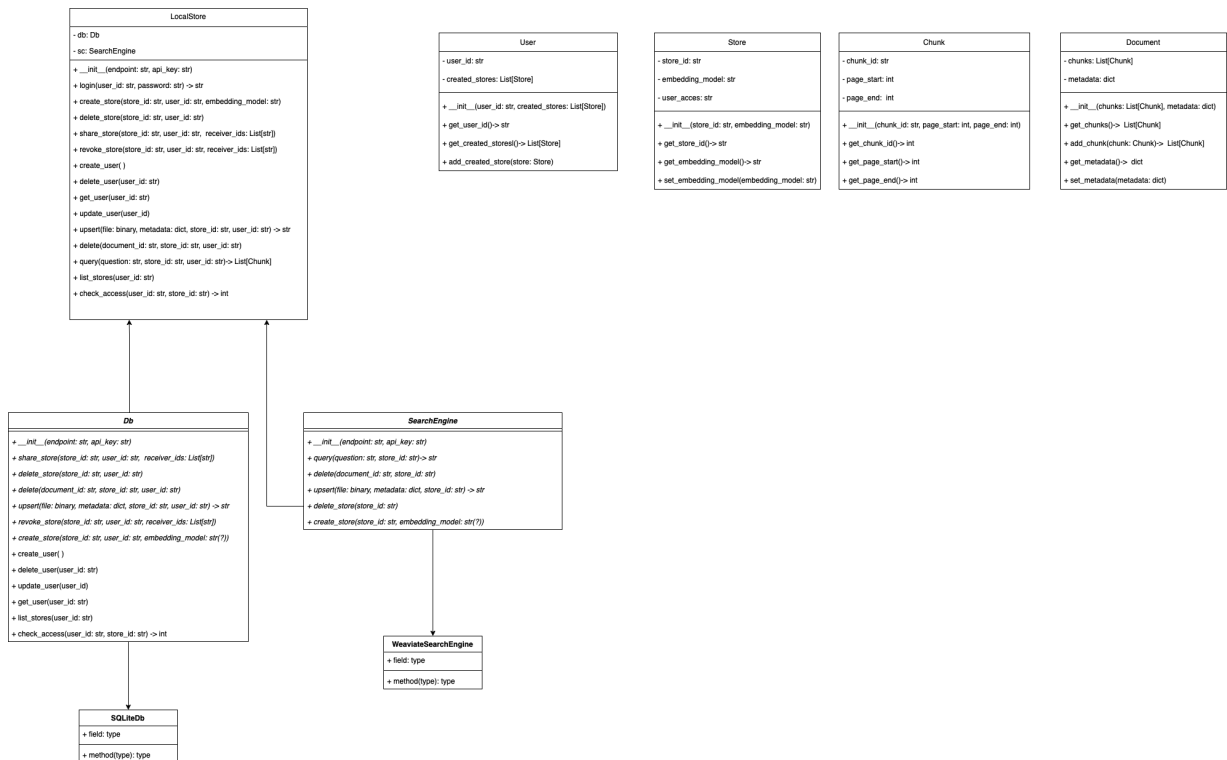 LocalStore
- db: Db
- sc: SearchEngine
+ __init__(endpoint: str, api_key: str)
+ login(user_id: str, password: str) -> str
+ create_store(store_id: str, user_id: str, embedding_model: str)
+ delete_store(store_id: str, user_id: str)
+ share_store(store_id: str, user_id: str, receiver_ids: List[str])
+ revoke_store(store_id: str, user_id: str, receiver_ids: List[str])
+ create_user( )
+ delete_user(user_id: str)
+ get_user(user_id: str)
+ update_user(user_id)
+ upsert(file: binary, metadata: dict, store_id: str, user_id: str) -> str
+ delete(document_id: str, store_id: str, user_id: str)
+ query(question: str, store_id: str, user_id: str)-> List[Chunk]
+ list_stores(user_id: str)
+ check_access(user_id: str, store_id: str) -> int
User
- user_id: str
- created_stores: List[Store]
+ __init__(user_id: str, created_stores: List[Store])
+ get_user_id()-> str
+ get_created_storesl()-> List[Store]
+ add_created_store(store: Store)
Store
- store_id: str
- embedding_model: str
- user_acces: str
+ __init__(store_id: str, embedding_model: str)
+ get_store_id()-> str
+ get_embedding_model()-> str
+ set_embedding_model(embedding_model: str)
Chunk
- chunk_id: str
- page_start: int
- page_end: int
+ __init__(chunk_id: str, page_start: int, page_end: int)
+ get_chunk_id()-> int
+ get_page_start()-> int
+ get_page_end()-> int
Document
- chunks: List[Chunk]
- metadata: dict
+ __init__(chunks: List[Chunk], metadata: dict)
+ get_chunks()-> List[Chunk]
+ add_chunk(chunk: Chunk)-> List[Chunk]
+ get_metadata()-> dict
+ set_metadata(metadata: dict)
Db
+ __init__(endpoint: str, api_key: str)
+ share_store(store_id: str, user_id: str, receiver_ids: List[str])
+ delete_store(store_id: str, user_id: str)
+ delete(document_id: str, store_id: str, user_id: str)
+ upsert(file: binary, metadata: dict, store_id: str, user_id: str) -> str
+ revoke_store(store_id: str, user_id: str, receiver_ids: List[str])
+ create_store(store_id: str, user_id: str, embedding_model: str(?))
+ create_user( )
+ delete_user(user_id: str)
+ update_user(user_id)
+ get_user(user_id: str)
+ list_stores(user_id: str)
+ check_access(user_id: str, store_id: str) -> int
SearchEngine
+ __init__(endpoint: str, api_key: str)
+ query(question: str, store_id: str)-> str
+ delete(document_id: str, store_id: str)
+ upsert(file: binary, metadata: dict, store_id: str) -> str
+ delete_store(store_id: str)
+ create_store(store_id: str, embedding_model: str(?))
WeaviateSearchEngine
+ field: type
+ method(type): type
SQLiteDb
+ field: type
+ method(type): type